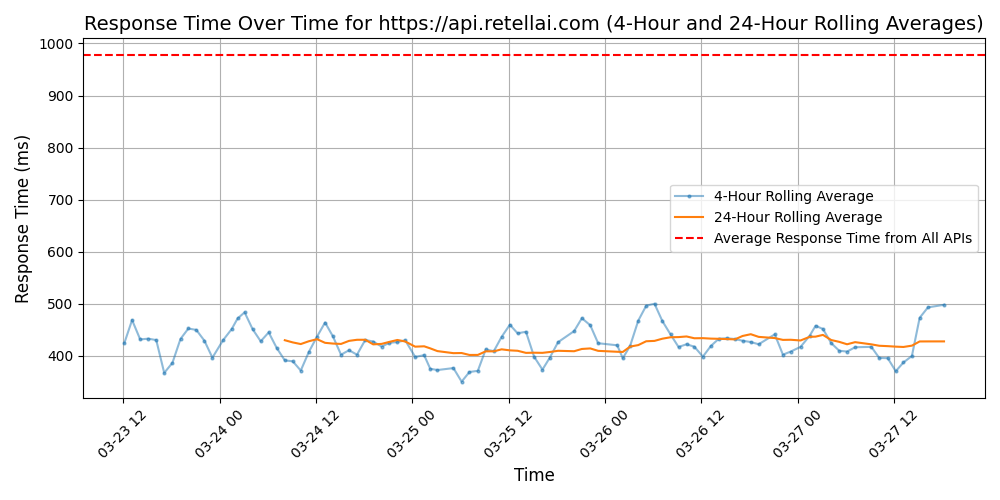 Response Time Over Time for https://api.retellai.com (4-Hour and 24-Hour Rolling Averages)
Response Time (ms)
1000
900
800
700
600
500
400
4-Hour Rolling Average
24-Hour Rolling Average
Average Response Time from All APIs
03-23 12
03-24 00
03-24 12
03-25 00
03-25 12
03-26 00
03-26 12
03-27 00
03-27 12
Time